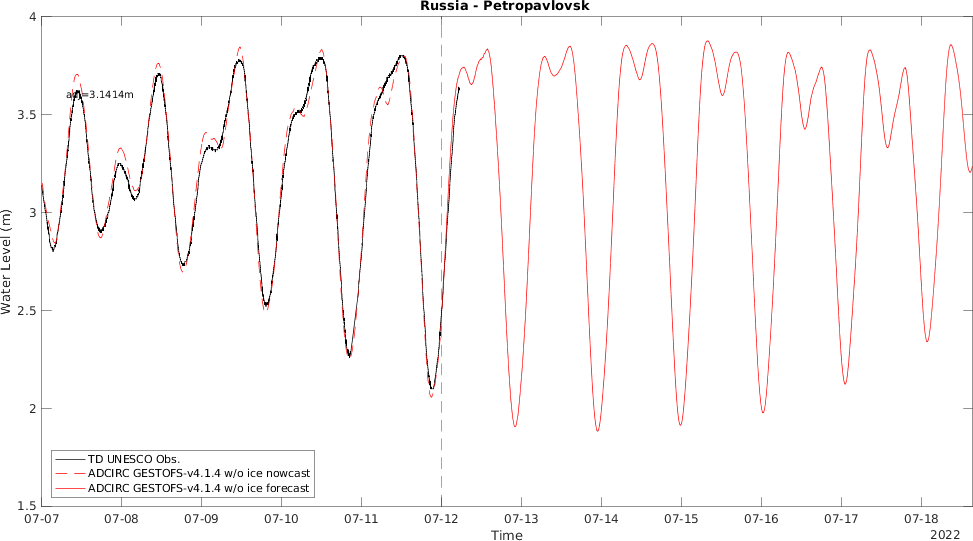 Russia - Petropavlovsk
4
3.5
3
2.5
2
1.5
Water Level (m)
=3.1414m
TD UNESCO Obs.
ADCIRC GESTOFS-v4.1.4 w/o ice nowcast
ADCIRC GESTOFS-v4.1.4 w/o ice forecast
07-07 07-08 07-09 07-10 07-11 07-12 07-13 07-14 07-15 07-16 07-17 07-18
Time
2022